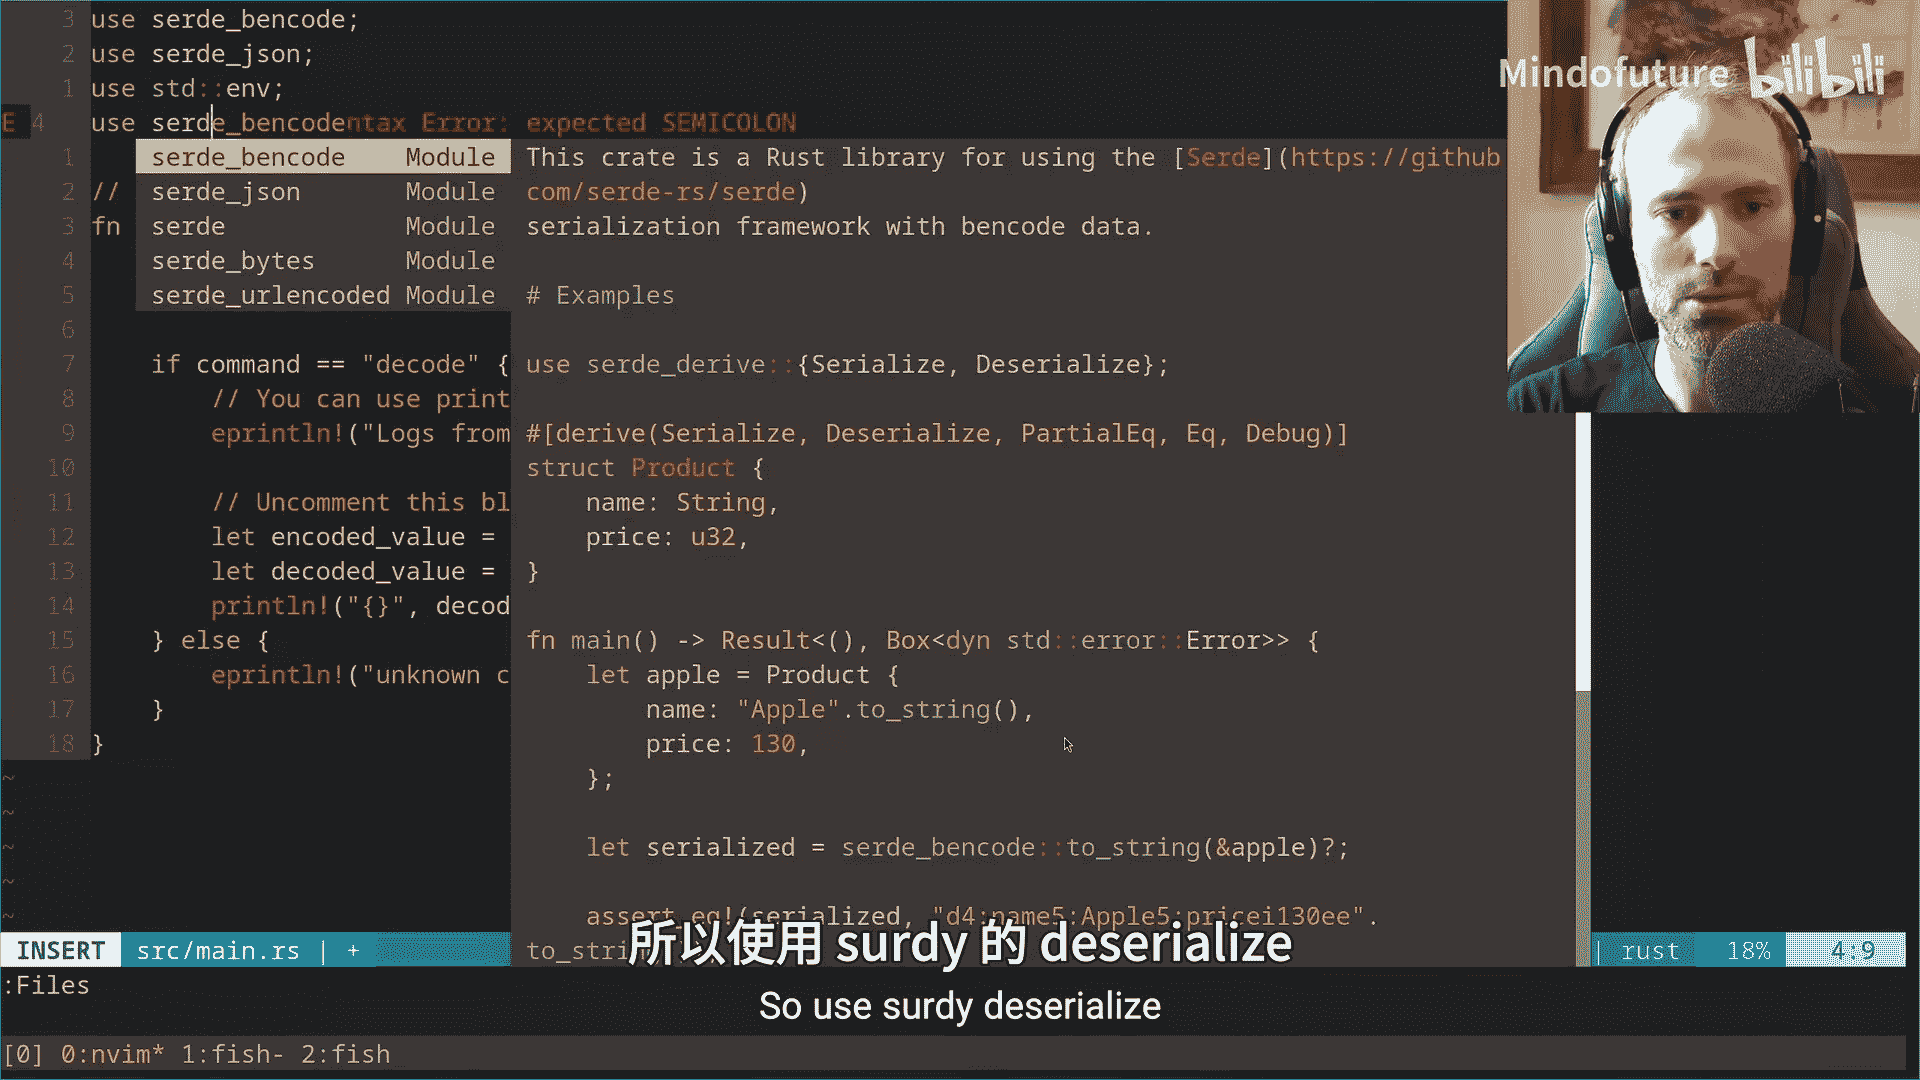 3 use serde_bencode;
2 use serde_json;
1 use std::env;
E 4 use serde_bencodentax Error: expected SEMICOLON
1 serde_bencode Module This crate is a Rust library for using the [Serde](https://github
2 // serde_json Module com/serde-rs/serde)
3 fn serde Module serialization framework with bencode data.
4 serde_bytes Module
5 serde_urlencoded Module # Examples
6
7 if command == "decode" { use serde_derive::{Serialize, Deserialize};
8 // You can use print
9 eprintln!("Logs from #[derive(Serialize, Deserialize, PartialEq, Eq, Debug)]
10 struct Product {
11 // Uncomment this bl name: String,
12 let encoded_value = price: u32,
13 let decoded_value = }
14 println!("{}", decod
15 } else { fn main() -> Result<(), Box<dyn std::error::Error>> {
16 eprintln!("unknown c let apple = Product {
17 } name: "Apple".to_string(),
18 } price: 130,
~ };
~
~ let serialized = serde_bencode::to_string(&apple)?;
~
~ assert_eq!(serialized, "d4:name5:Apple5:pricei130ee".
INSERT src/main.rs | + to_stri | rust 18% 4:9
:Files
[0] 0:nvim* 1:fish- 2:fish
Mindofuture bilibili
所以使用 surdy 的 deserialize
So use surdy deserialize